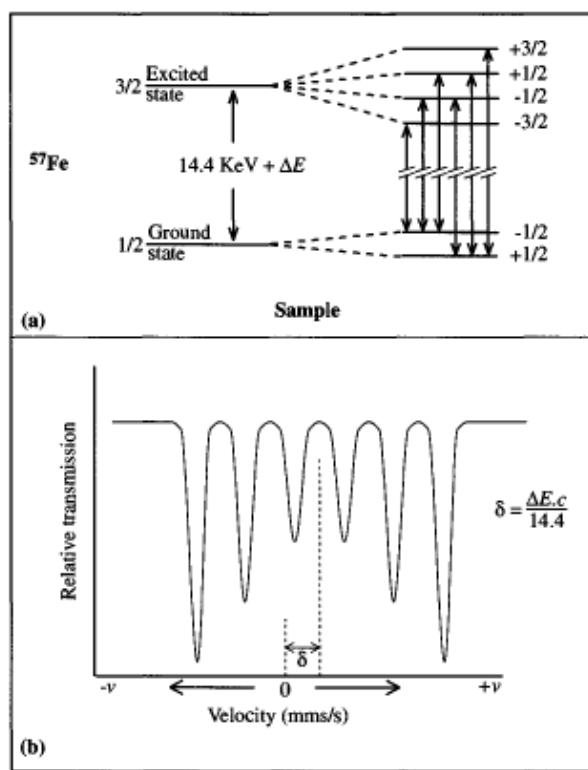 +3/2
3/2 Excited state
+1/2
-1/2
-3/2
⁵⁷Fe
14.4 KeV + ΔE
1/2 Ground state
-1/2
+1/2
Sample
(a)
Relative transmission
δ = ΔE.c / 14.4
δ
-v
0
+v
Velocity (mms/s)
(b)